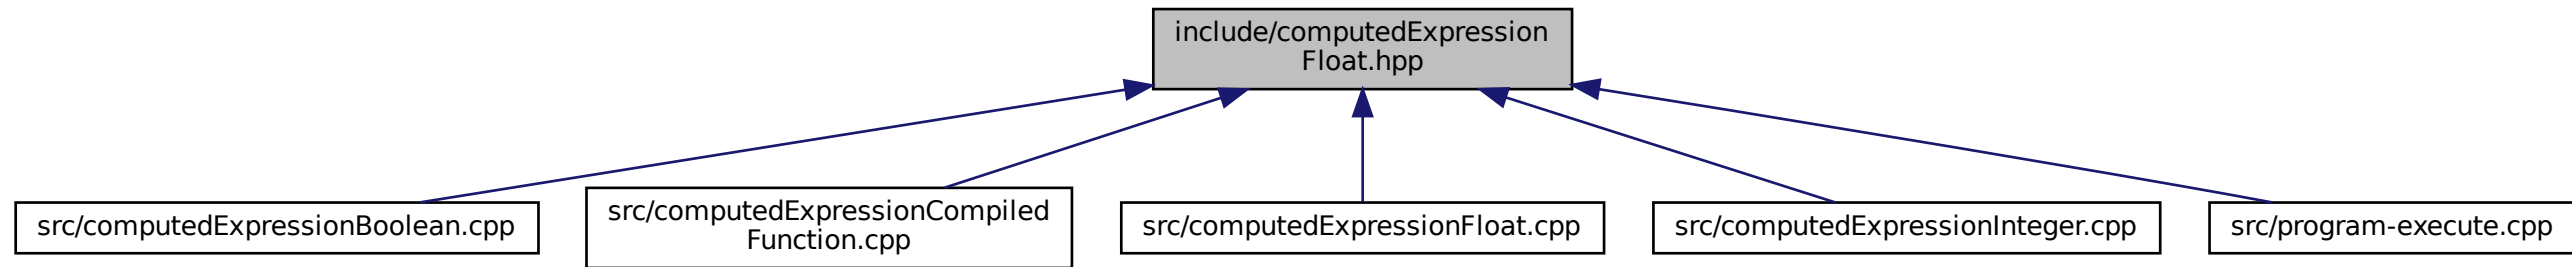 include/computedExpression
Float.hpp
src/computedExpressionBoolean.cpp
src/computedExpressionCompiled
Function.cpp
src/computedExpressionFloat.cpp
src/computedExpressionInteger.cpp
src/program-execute.cpp